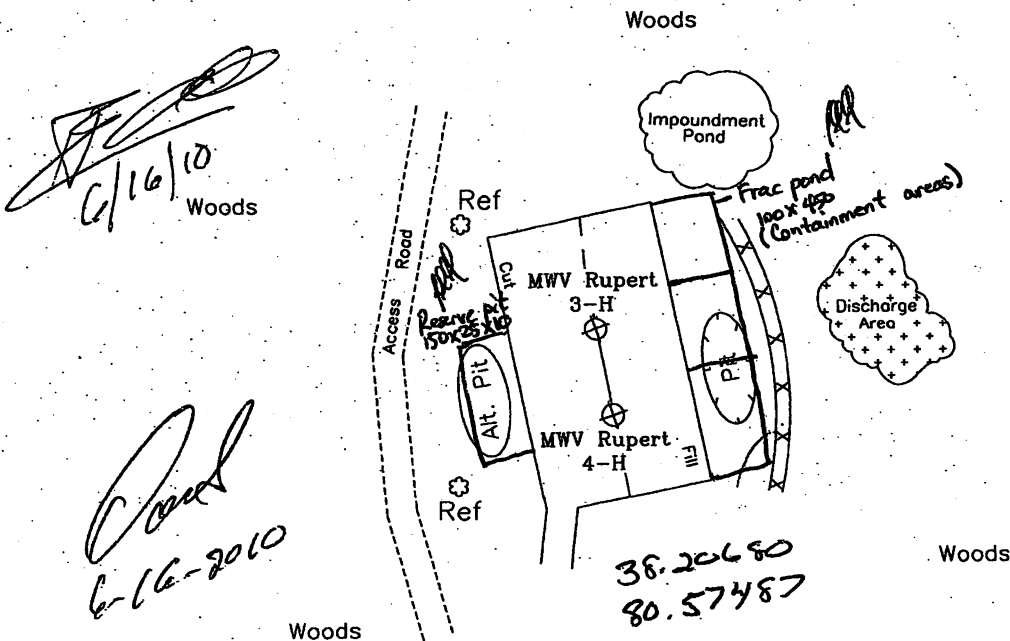 Woods
Impoundment
Pond
6/16/10
Woods
Ref
Frac pond
100x450
(Containment areas)
Access Road
Cut
MWV Rupert
3-H
Reserve pit
150x25x10
Discharge
Area
Alt. Pit
Pit
MWV Rupert
4-H
Fill
Ref
6-16-2010
38.20680
80.57487
Woods
Woods